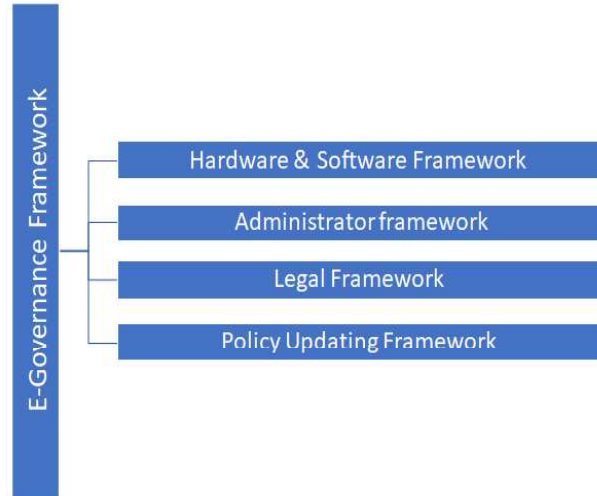 E-Governance Framework
Hardware & Software Framework
Administrator framework
Legal Framework
Policy Updating Framework